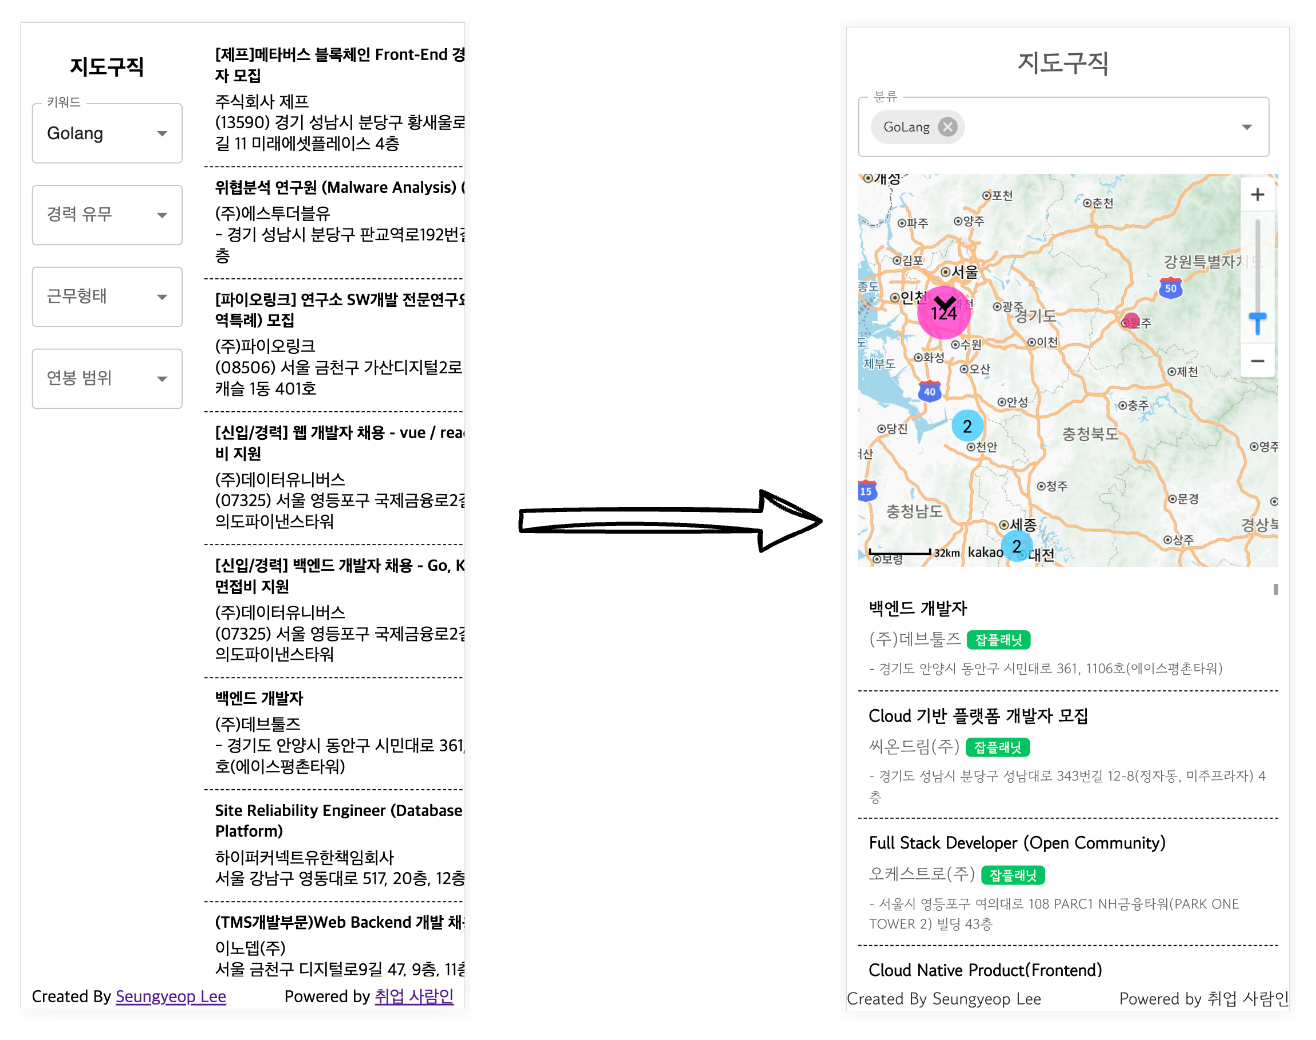 지도구직
키워드
Golang
경력 유무
근무형태
연봉 범위
[제프]메타버스 블록체인 Front-End 경
자 모집
주식회사 제프
(13590) 경기 성남시 분당구 황새울로
길 11 미래에셋플레이스 4층
위협분석 연구원 (Malware Analysis) (
(주)에스투더블유
- 경기 성남시 분당구 판교역로192번길
층
[파이오링크] 연구소 SW개발 전문연구요
역특례) 모집
(주)파이오링크
(08506) 서울 금천구 가산디지털2로
캐슬 1동 401호
[신입/경력] 웹 개발자 채용 - vue / reac
비 지원
(주)데이터유니버스
(07325) 서울 영등포구 국제금융로2길
의도파이낸스타워
[신입/경력] 백엔드 개발자 채용 - Go, K
면접비 지원
(주)데이터유니버스
(07325) 서울 영등포구 국제금융로2길
의도파이낸스타워
백엔드 개발자
(주)데브툴즈
- 경기도 안양시 동안구 시민대로 361,
호(에이스평촌타워)
Site Reliability Engineer (Database
Platform)
하이퍼커넥트유한책임회사
서울 강남구 영동대로 517, 20층, 12층
(TMS개발부문)Web Backend 개발 채용
이노뎁(주)
서울 금천구 디지털로9길 47, 9층, 11층
Created By Seungyeop Lee
Powered by 취업 사람인
지도구직
분류
GoLang
개성
포천
춘천
파주
양주
김포
서울
강원특별자치도
종도
인천
50
124
광주
경기도
원주
도
수원
이천
제부도
화성
오산
제천
40
안성
충주
당진
2
천안
충청북도
영주
서산
15
청주
문경
충청남도
세종
경상북
상주
2
대전
32km
kakao
보령
백엔드 개발자
(주)데브툴즈 잡플래닛
- 경기도 안양시 동안구 시민대로 361, 1106호(에이스평촌타워)
Cloud 기반 플랫폼 개발자 모집
씨온드림(주) 잡플래닛
- 경기도 성남시 분당구 성남대로 343번길 12-8(정자동, 미주프라자) 4
층
Full Stack Developer (Open Community)
오케스트로(주) 잡플래닛
- 서울시 영등포구 여의대로 108 PARC1 NH금융타워(PARK ONE
TOWER 2) 빌딩 43층
Cloud Native Product(Frontend)
Created By Seungyeop Lee
Powered by 취업 사람인